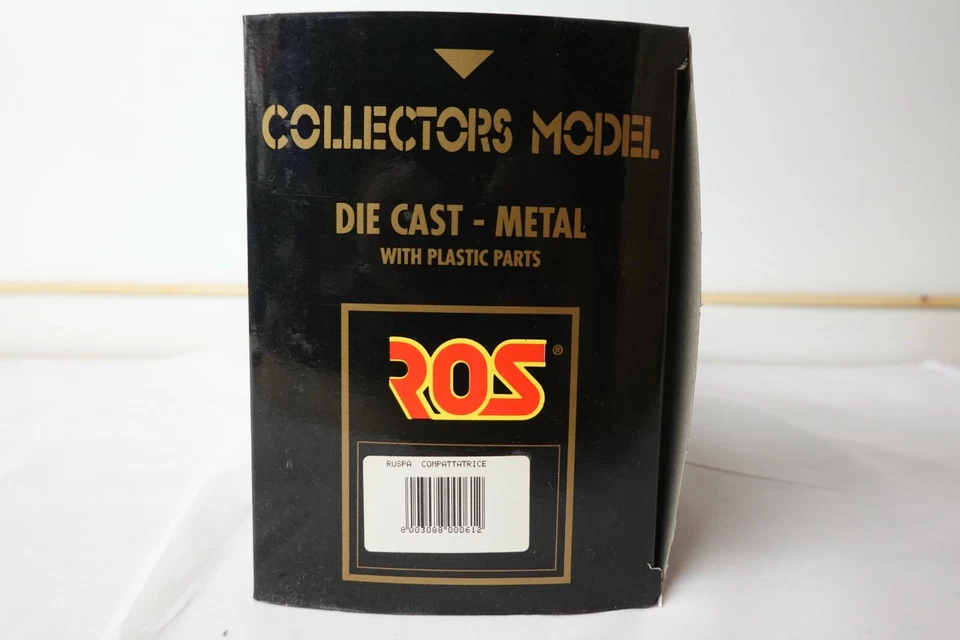 COLLECTORS MODEL
DIE CAST - METAL
WITH PLASTIC PARTS
ROS®
RUSPA COMPATTATRICE
8 003088 000612